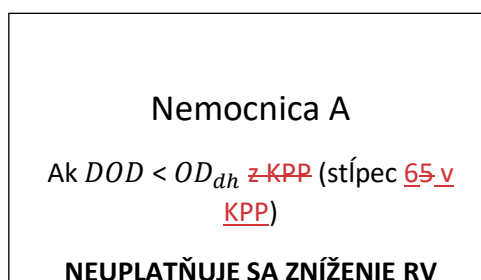 Nemocnica A
Ak DOD < OD_dh z KPP (stĺpec 65 v
KPP)
NEUPLATŇUJE SA ZNÍŽENIE RV